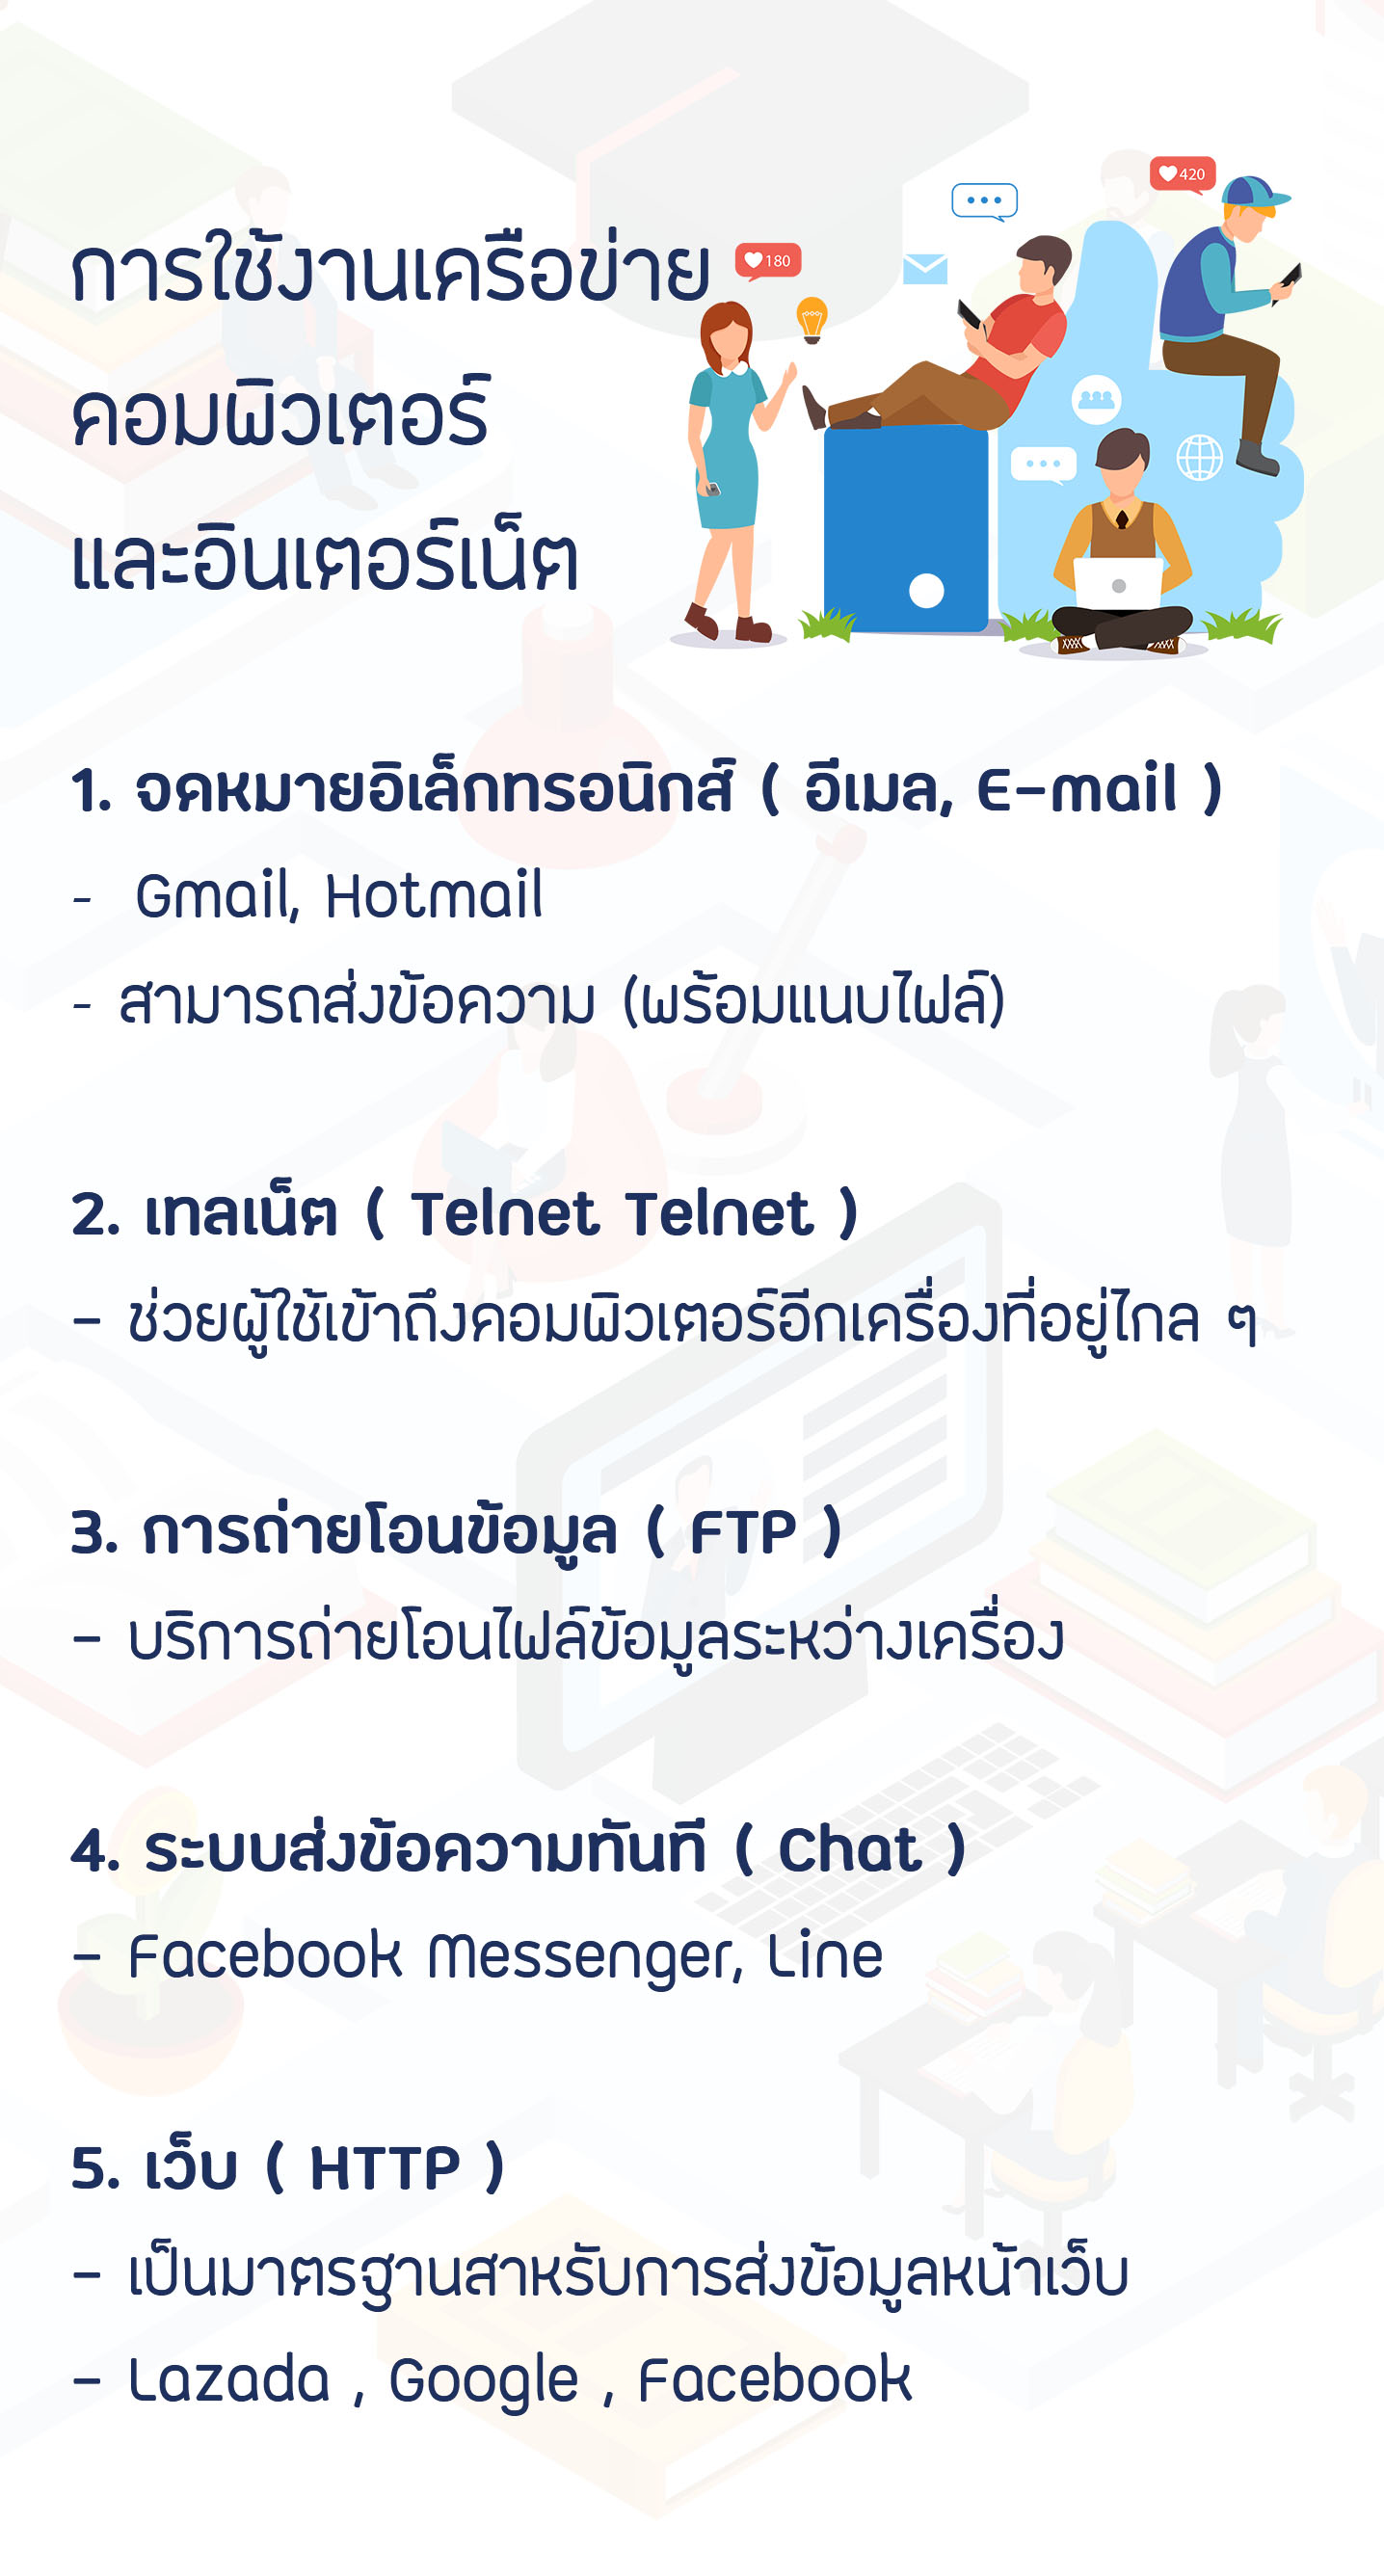 การใช้งานเครือข่าย
คอมพิวเตอร์
และอินเตอร์เน็ต
180
420
1. จดหมายอิเล็กทรอนิกส์ ( อีเมล, E-mail )
- Gmail, Hotmail
- สามารถส่งข้อความ (พร้อมแนบไฟล์)
2. เทลเน็ต ( Telnet Telnet )
- ช่วยผู้ใช้เข้าถึงคอมพิวเตอร์อีกเครื่องที่อยู่ไกล ๆ
3. การถ่ายโอนข้อมูล ( FTP )
- บริการถ่ายโอนไฟล์ข้อมูลระหว่างเครื่อง
4. ระบบส่งข้อความทันที ( Chat )
- Facebook Messenger, Line
5. เว็บ ( HTTP )
- เป็นมาตรฐานสาหรับการส่งข้อมูลหน้าเว็บ
- Lazada , Google , Facebook